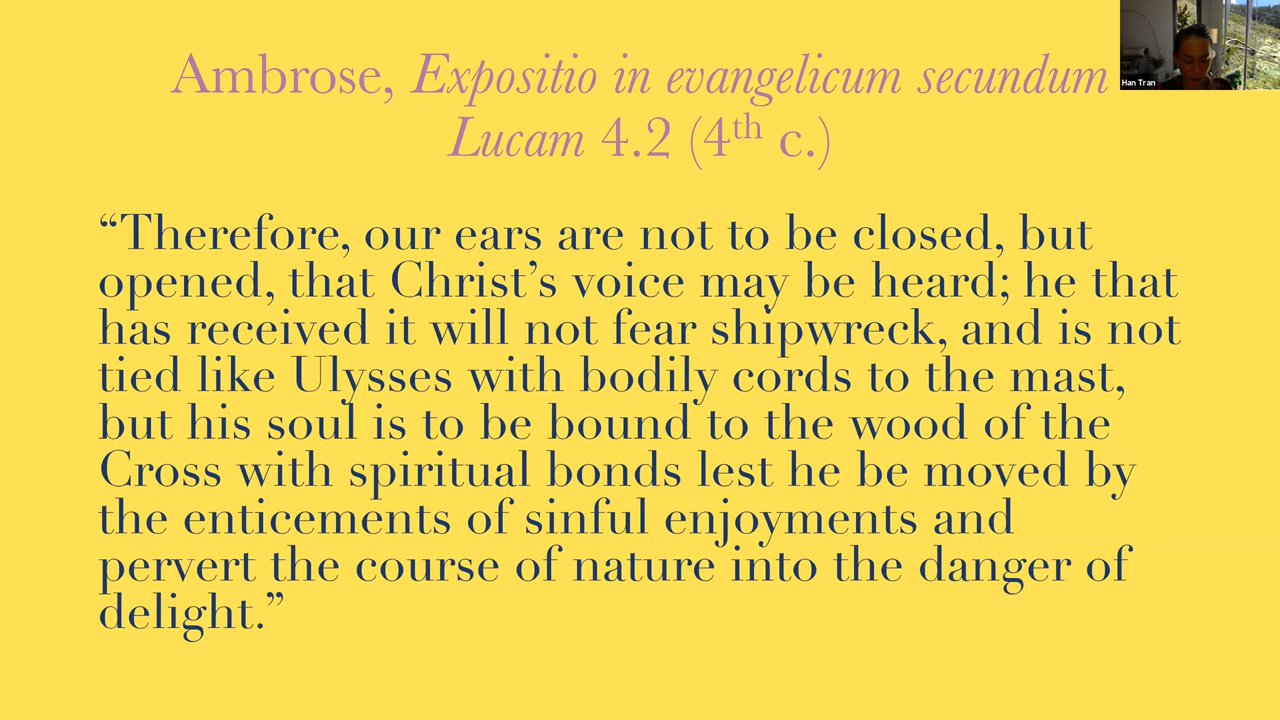 Ambrose, Expositio in evangelicum secundum
Lucam 4.2 (4th c.)
Han Tran
“Therefore, our ears are not to be closed, but
opened, that Christ’s voice may be heard; he that
has received it will not fear shipwreck, and is not
tied like Ulysses with bodily cords to the mast,
but his soul is to be bound to the wood of the
Cross with spiritual bonds lest he be moved by
the enticements of sinful enjoyments and
pervert the course of nature into the danger of
delight.”